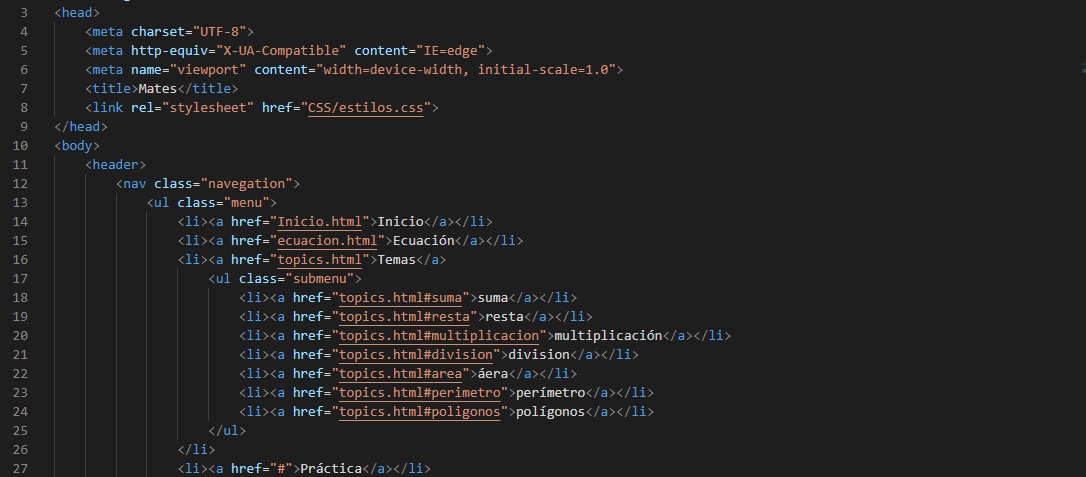 3 <head>
4 <meta charset="UTF-8">
5 <meta http-equiv="X-UA-Compatible" content="IE=edge">
6 <meta name="viewport" content="width=device-width, initial-scale=1.0">
7 <title>Mates</title>
8 <link rel="stylesheet" href="CSS/estilos.css">
9 </head>
10 <body>
11 <header>
12 <nav class="navegation">
13 <ul class="menu">
14 <li><a href="Inicio.html">Inicio</a></li>
15 <li><a href="ecuacion.html">Ecuación</a></li>
16 <li><a href="topics.html">Temas</a>
17 <ul class="submenu">
18 <li><a href="topics.html#suma">suma</a></li>
19 <li><a href="topics.html#resta">resta</a></li>
20 <li><a href="topics.html#multiplicacion">multiplicación</a></li>
21 <li><a href="topics.html#division">division</a></li>
22 <li><a href="topics.html#area">áera</a></li>
23 <li><a href="topics.html#perimetro">perímetro</a></li>
24 <li><a href="topics.html#poligonos">polígonos</a></li>
25 </ul>
26 </li>
27 <li><a href="#">Práctica</a></li>